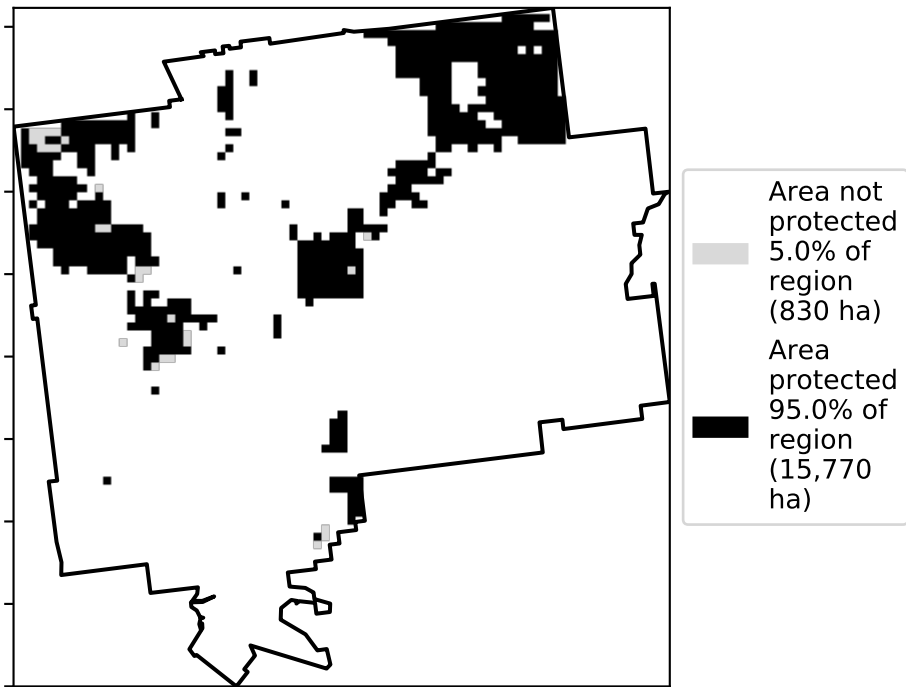 Area not
protected
5.0% of
region
(830 ha)
Area
protected
95.0% of
region
(15,770
ha)